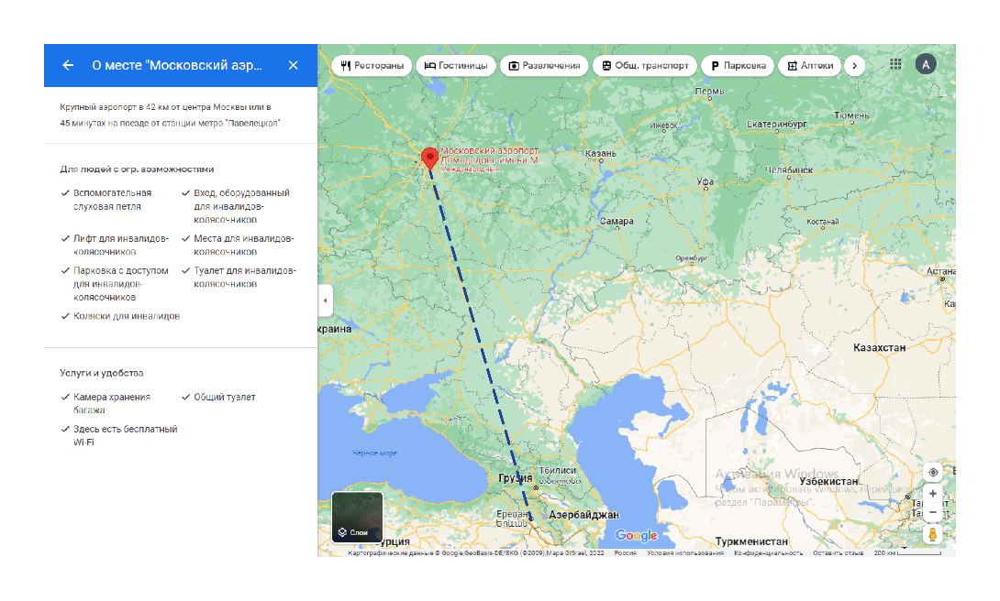 О месте "Московский аэр...
Крупный аэропорт в 42 км от центра Москвы или в
45 минутах на поезде от станции метро "Павелецкая".
Для людей с огр. возможностями
Вспомогательная
слуховая петля
Вход, оборудованный
для инвалидов-
колясочников
Лифт для инвалидов-
колясочников
Места для инвалидов-
колясочников
Парковка с доступом
для инвалидов-
колясочников
Туалет для инвалидов-
колясочников
Коляски для инвалидов
Услуги и удобства
Камера хранения
багажа
Общий туалет
Здесь есть бесплатный
Wi-Fi
Рестораны
Гостиницы
Развлечения
Общ. транспорт
Парковка
Аптеки
А
Пермь
Ижевск
Екатеринбург
Тюмень
Московский аэропорт
Домодедово имени М...
Международный...
Казань
Уфа
Челябинск
Самара
Костанай
Оренбург
Астана
краина
Казахстан
Чёрное море
Грузия
Тбилиси
თბილისი
Ереван
Երևան
Азербайджан
Узбекистан
Туркменистан
урция
Слои
Активация Windows
Чтобы активировать Windows, перейдите
раздел "Параметры".
Google
Картографические данные © Google,GeoBasis-DE/BKG (©2009),Mapa GISrael, 2022
Россия
Условия использования
Конфиденциальность
Оставить отзыв
200 км